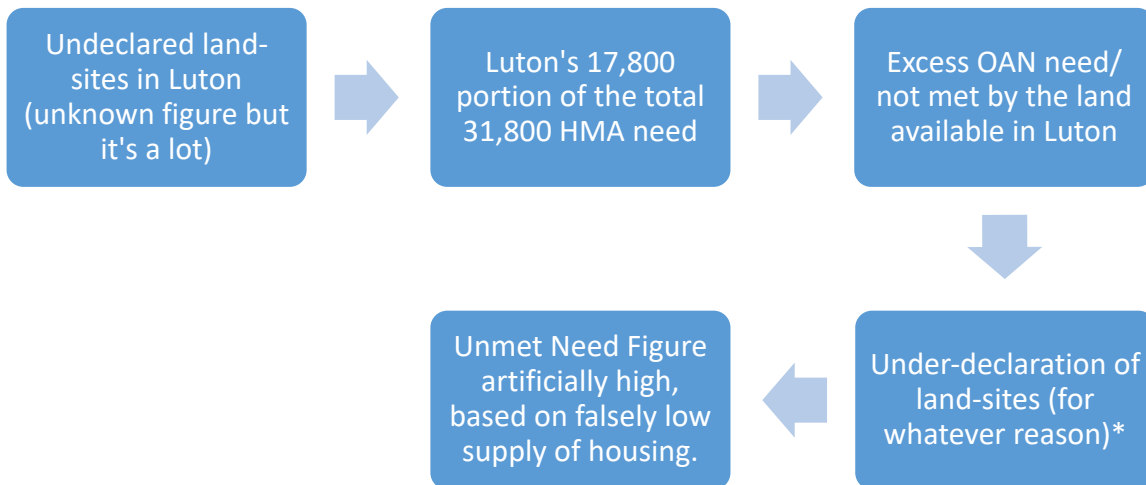 Undeclared land-
sites in Luton
(unknown figure but
it's a lot)
Luton's 17,800
portion of the total
31,800 HMA need
Excess OAN need/
not met by the land
available in Luton
Under-declaration of
land-sites (for
whatever reason)*
Unmet Need Figure
artificially high,
based on falsely low
supply of housing.